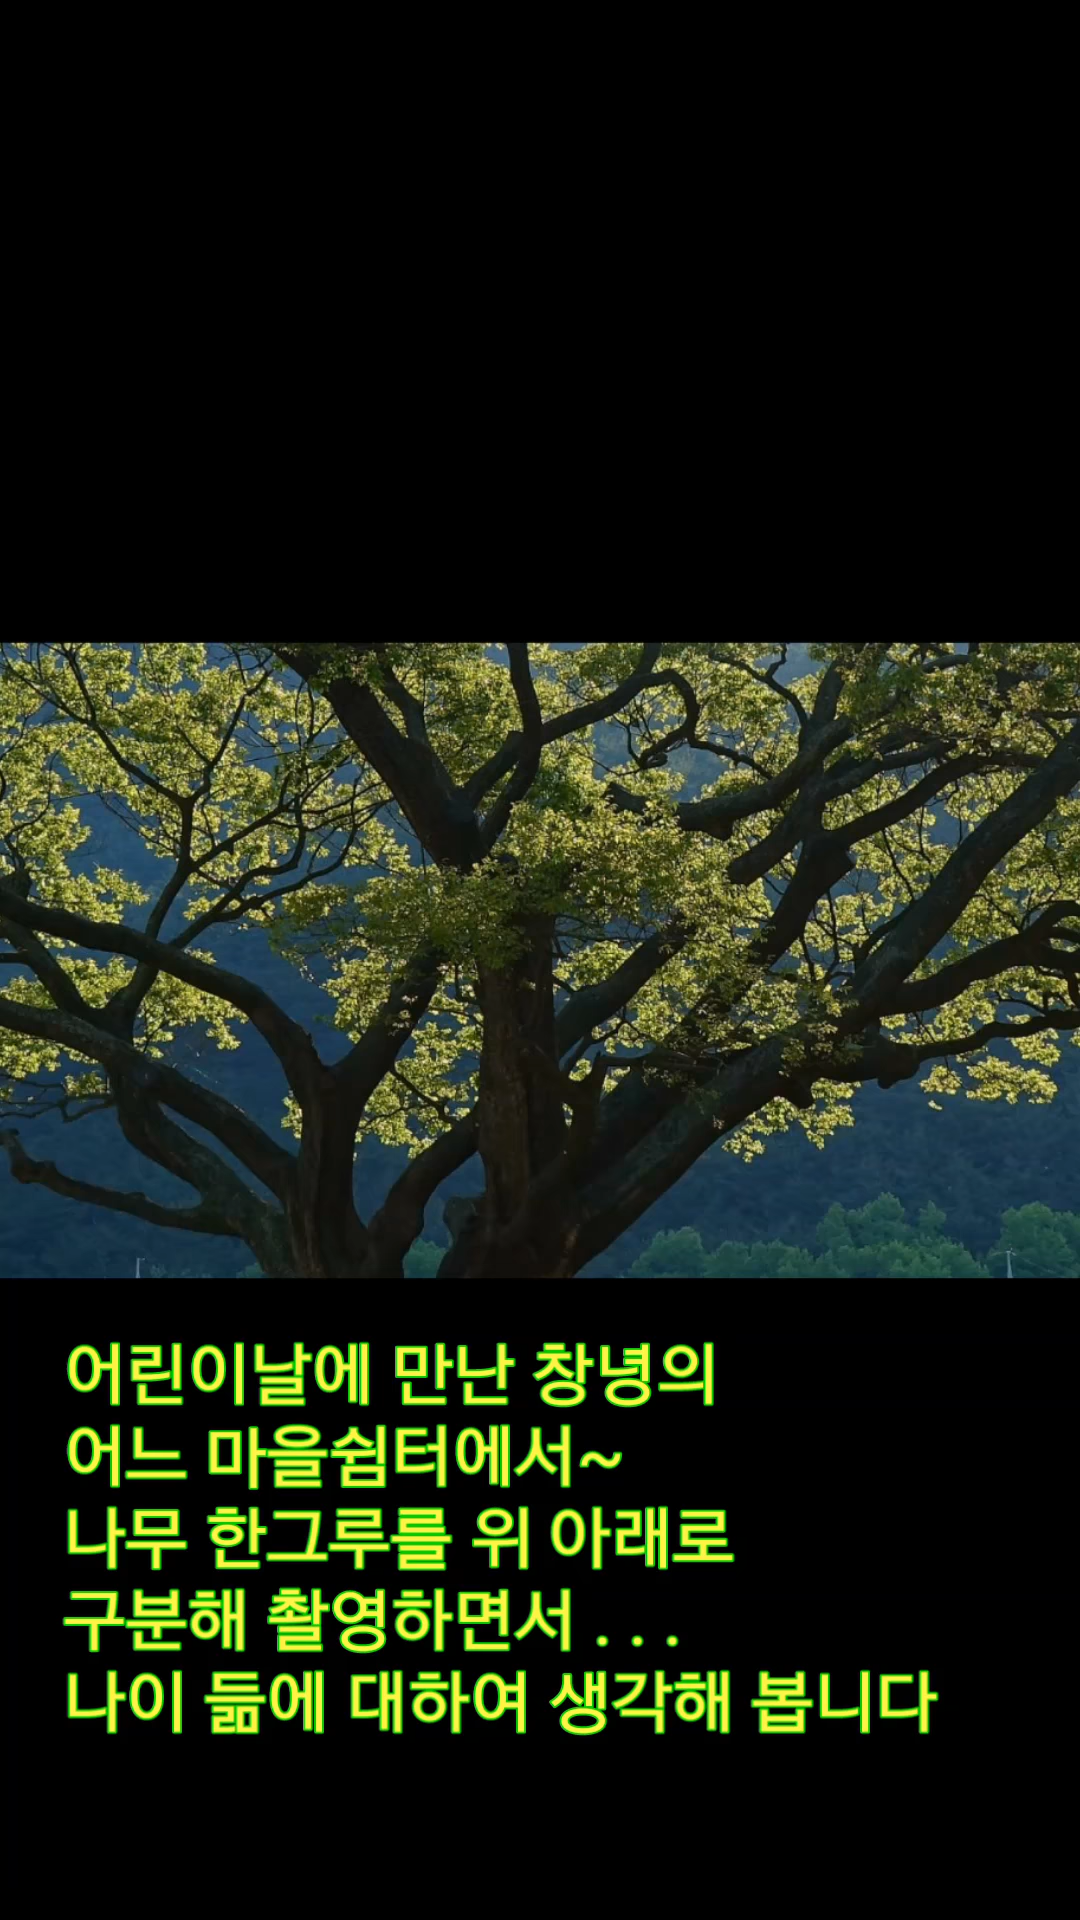 어린이날에 만난 창녕의
어느 마을쉼터에서~
나무 한그루를 위 아래로
구분해 촬영하면서 . . .
나이 듦에 대하여 생각해 봅니다